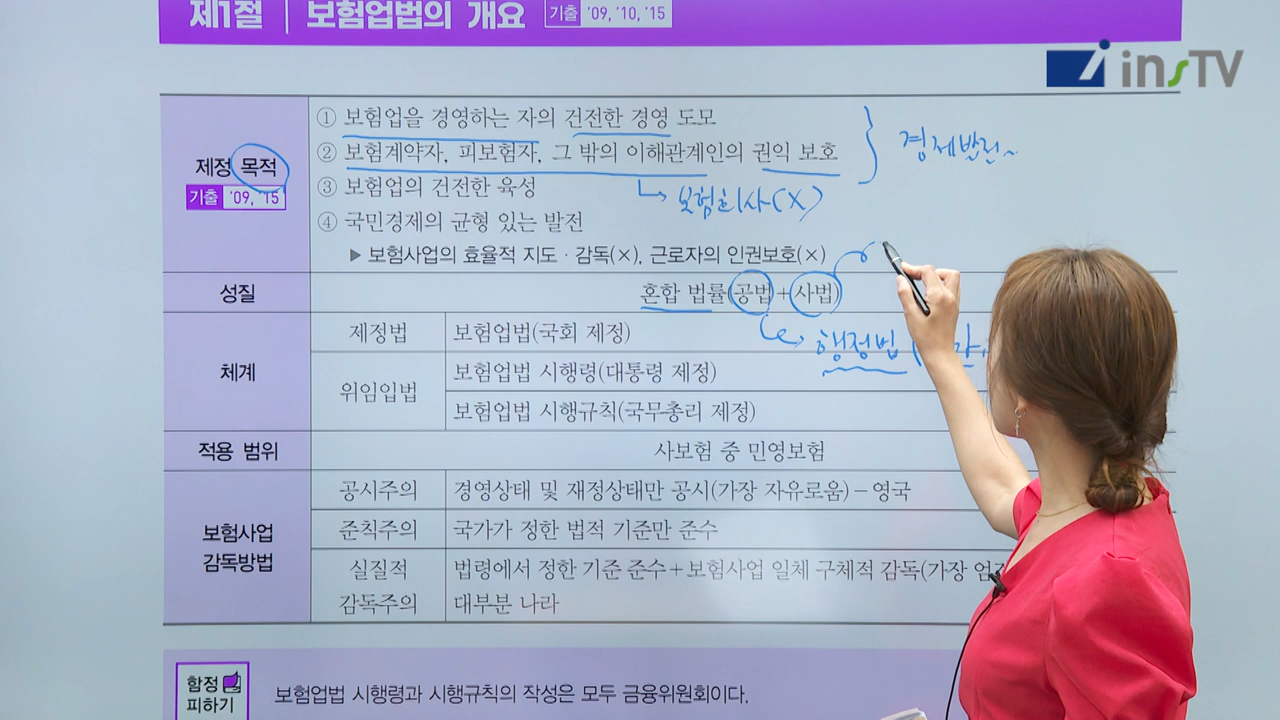 제1절 보험업법의 개요 기출 '09, '10, '15
insTV
제정 목적
기출 '09, '15
① 보험업을 경영하는 자의 건전한 경영 도모
② 보험계약자, 피보험자, 그 밖의 이해관계인의 권익 보호
③ 보험업의 건전한 육성
④ 국민경제의 균형 있는 발전
▶ 보험사업의 효율적 지도·감독(×), 근로자의 인권보호(×)
경제발전
보험회사(X)
성질
혼합 법률(공법+사법)
행정법 (
체계
제정법
보험업법(국회 제정)
위임입법
보험업법 시행령(대통령 제정)
보험업법 시행규칙(국무총리 제정)
적용 범위
사보험 중 민영보험
보험사업
감독방법
공시주의
경영상태 및 재정상태만 공시(가장 자유로움)-영국
준칙주의
국가가 정한 법적 기준만 준수
실질적
감독주의
법령에서 정한 기준 준수+보험사업 일체 구체적 감독(가장
대부분 나라
함정
피하기
보험업법 시행령과 시행규칙의 작성은 모두 금융위원회이다.